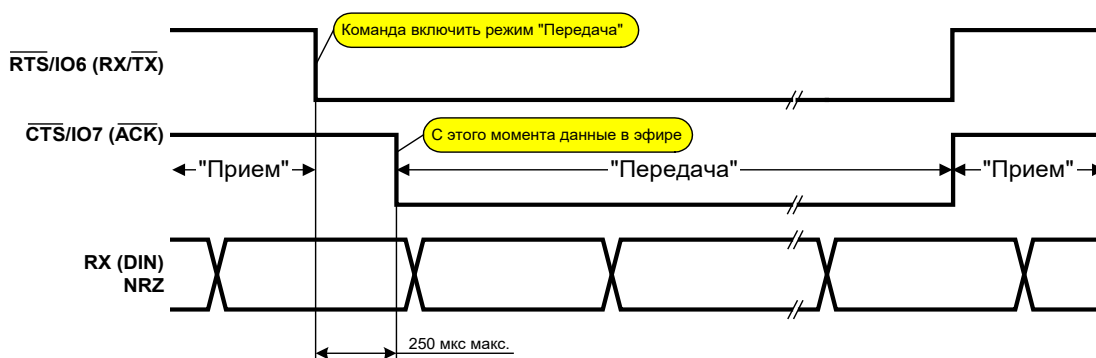 Команда включить режим "Передача"
RTS/IO6 (RX/TX)
С этого момента данные в эфире
CTS/IO7 (ACK)
"Прием" "Передача" "Прием"
RX (DIN)
NRZ
250 мкс макс.